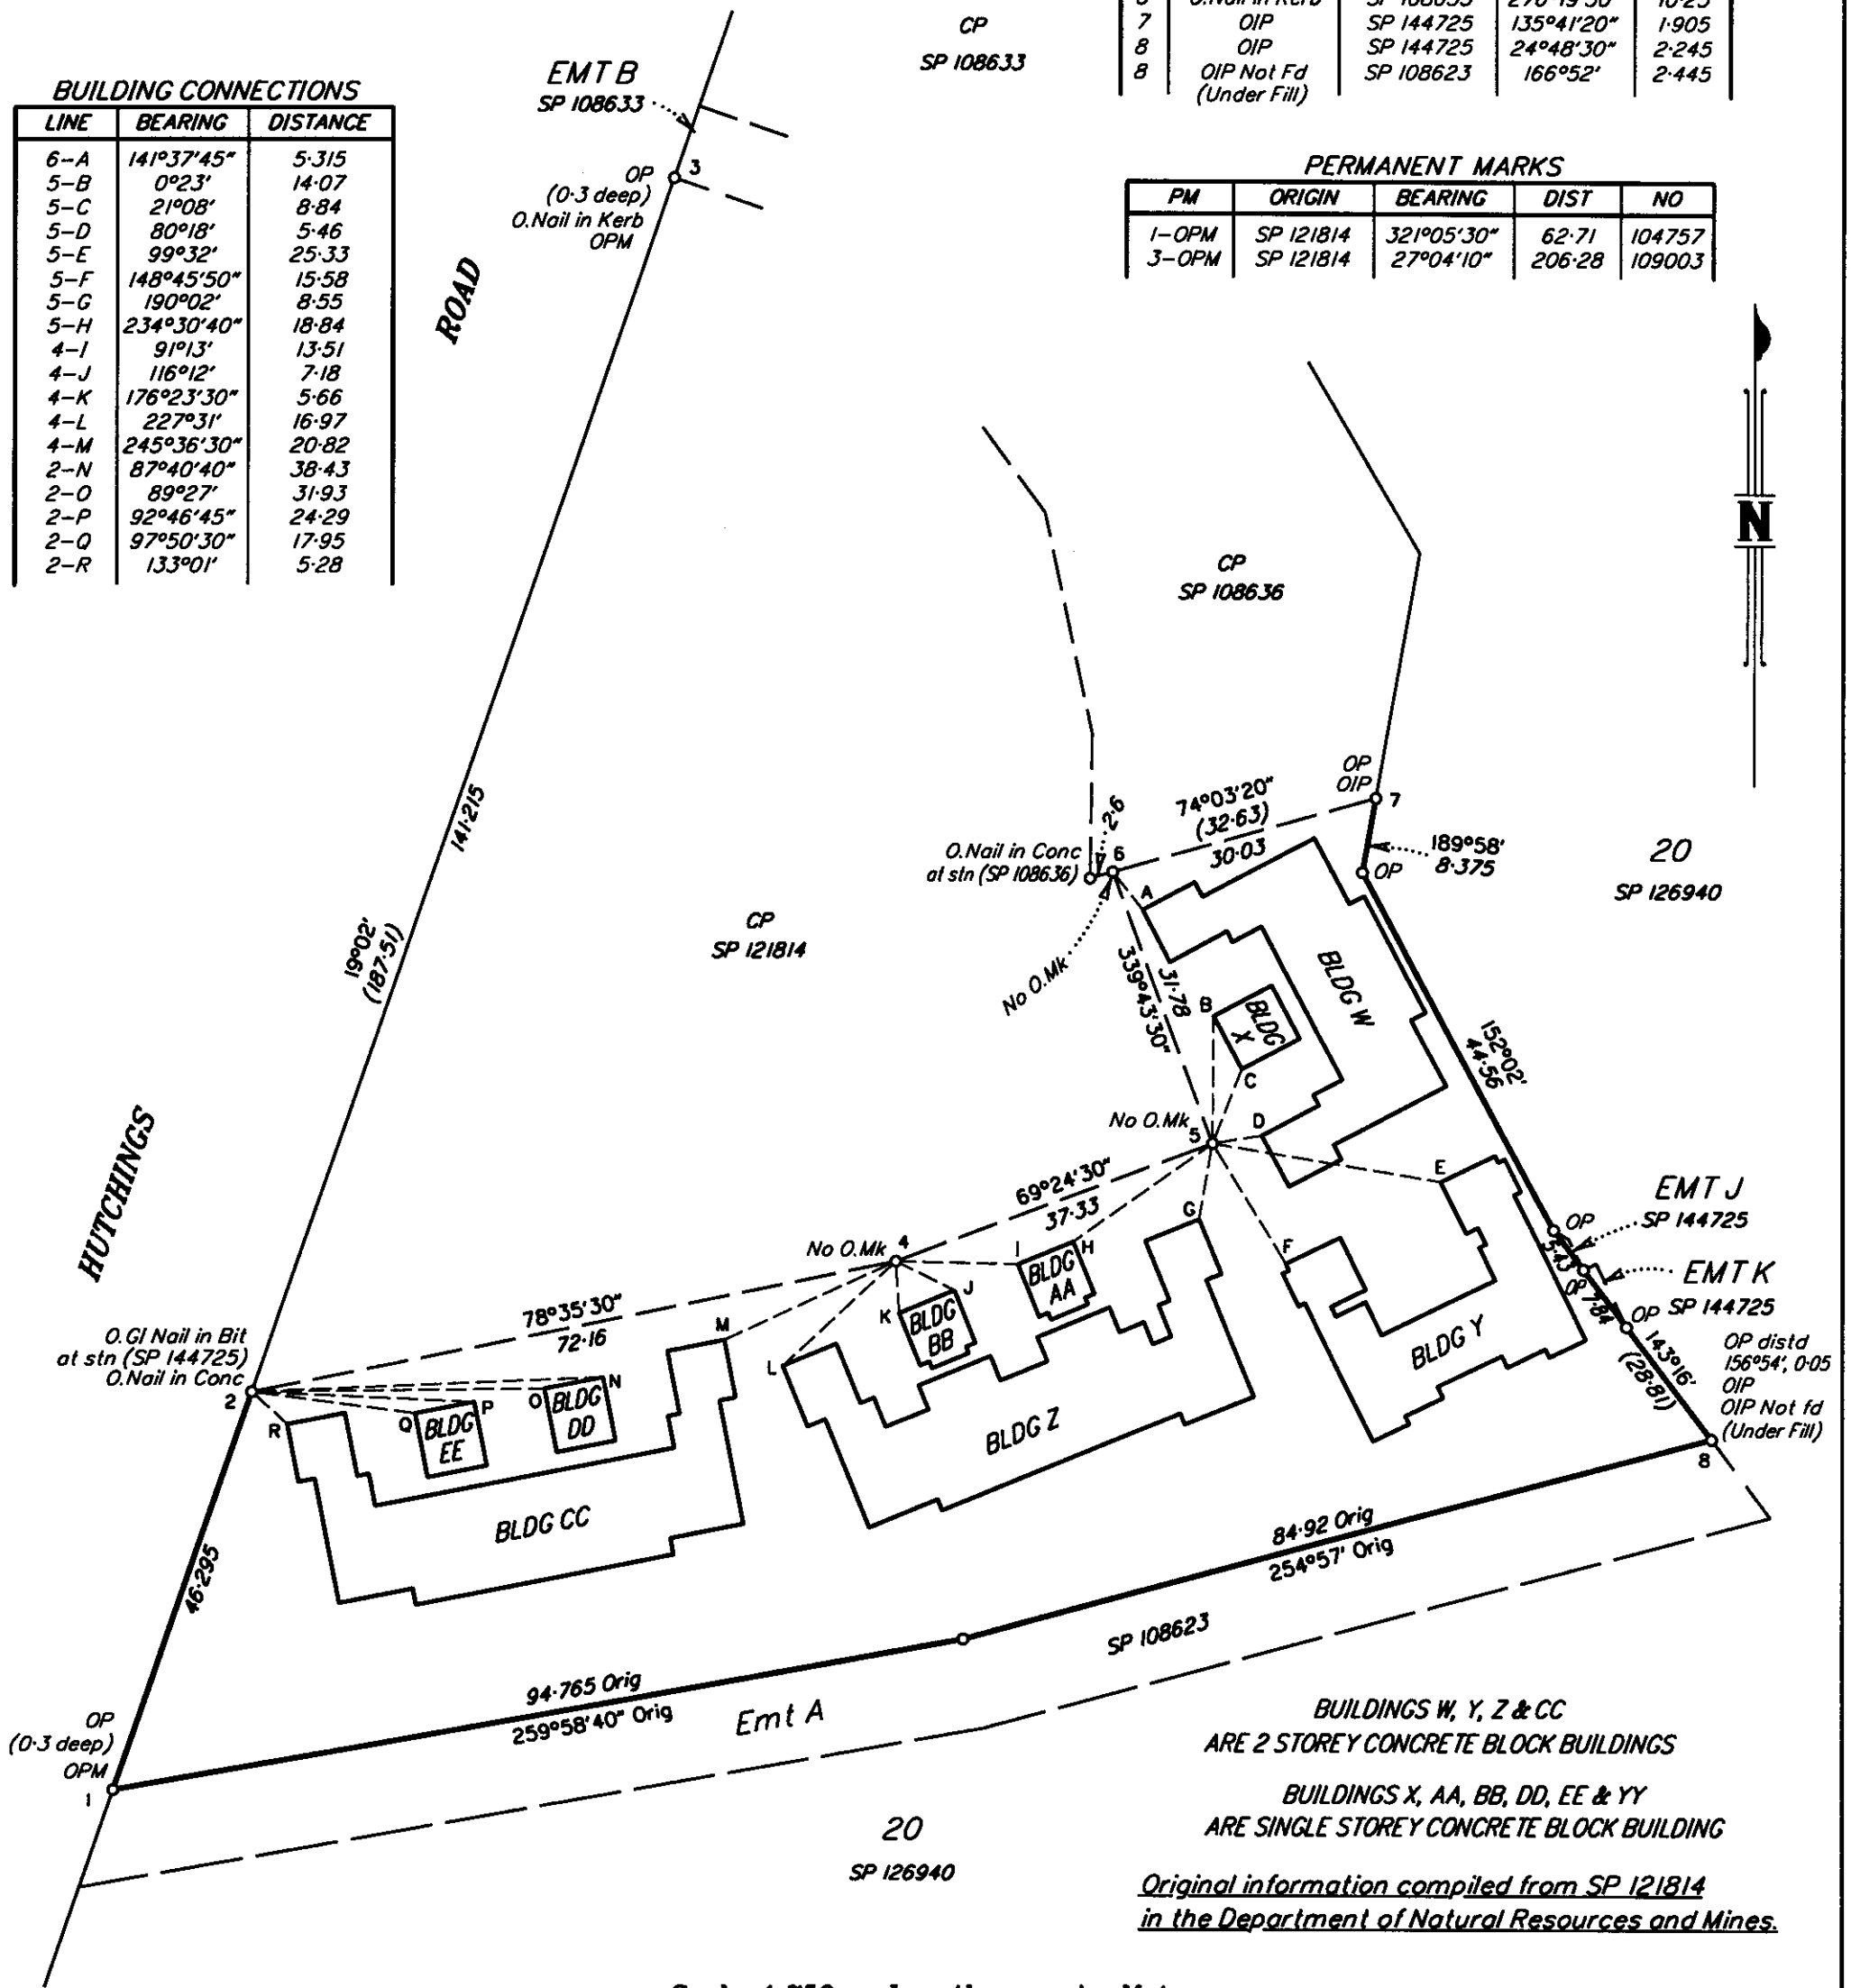 CP
SP 108633
7 OIP SP 144725 135°41'20" 1·905
8 OIP SP 144725 24°48'30" 2·245
8 OIP Not Fd SP 108623 166°52' 2·445
(Under Fill)
BUILDING CONNECTIONS
LINE BEARING DISTANCE
6-A 141°37'45" 5·315
5-B 0°23' 14·07
5-C 21°08' 8·84
5-D 80°18' 5·46
5-E 99°32' 25·33
5-F 148°45'50" 15·58
5-G 190°02' 8·55
5-H 234°30'40" 18·84
4-I 91°13' 13·51
4-J 116°12' 7·18
4-K 176°23'30" 5·66
4-L 227°31' 16·97
4-M 245°36'30" 20·82
2-N 87°40'40" 38·43
2-O 89°27' 31·93
2-P 92°46'45" 24·29
2-Q 97°50'30" 17·95
2-R 133°01' 5·28
EMT B
SP 108633
OP 3
(0·3 deep)
O.Nail in Kerb
OPM
PERMANENT MARKS
PM ORIGIN BEARING DIST NO
1-OPM SP 121814 321°05'30" 62·71 104757
3-OPM SP 121814 27°04'10" 206·28 109003
ROAD
N
CP
SP 108636
141·215
19°02'
(187·51)
OP
OIP
7
74°03'20"
(32·63)
30·03
2·6
O.Nail in Conc 6
at stn (SP 108636)
189°58'
8·375
OP
20
SP 126940
A
CP
SP 121814
No O.Mk
339°43'30"
31·78
BLDG W
B
BLDG
X
C
152°02'
44·56
No O.Mk
5
D
E
HUTCHINGS
69°24'30"
37·33
G
F
EMT J
SP 144725
OP
5·43
EMT K
SP 144725
OP
7·84
OP
No O.Mk 4
I
H
BLDG
AA
J
K
BLDG
BB
78°35'30"
72·16
M
L
BLDG Y
143°16'
(28·81)
OP distd
156°54', 0·05
OIP
OIP Not fd
(Under Fill)
8
O.GI Nail in Bit
at stn (SP 144725)
O.Nail in Conc
2
R
Q
P
BLDG
EE
O
N
BLDG
DD
BLDG Z
BLDG CC
46·295
84·92 Orig
254°57' Orig
SP 108623
94·765 Orig
259°58'40" Orig
Emt A
OP
(0·3 deep)
OPM
1
BUILDINGS W, Y, Z & CC
ARE 2 STOREY CONCRETE BLOCK BUILDINGS
BUILDINGS X, AA, BB, DD, EE & YY
ARE SINGLE STOREY CONCRETE BLOCK BUILDING
20
SP 126940
Original information compiled from SP 121814
in the Department of Natural Resources and Mines.